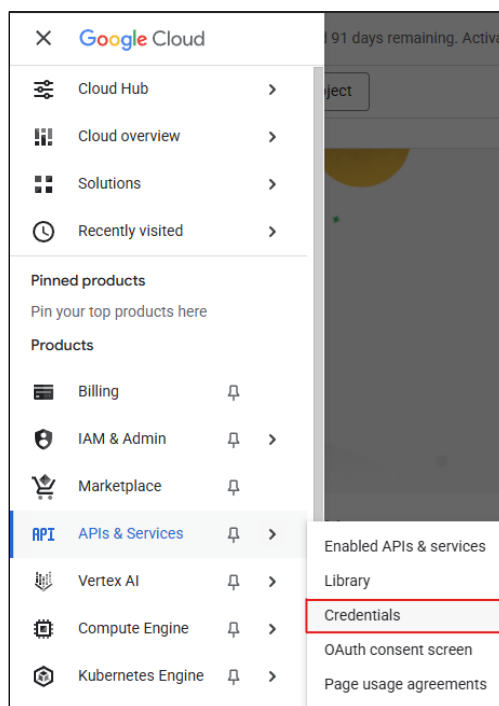 Google Cloud
91 days remaining. Activa
Cloud Hub
ject
Cloud overview
Solutions
Recently visited
Pinned products
Pin your top products here
Products
Billing
IAM & Admin
Marketplace
API APIs & Services
Enabled APIs & services
Vertex AI
Library
Compute Engine
Credentials
OAuth consent screen
Kubernetes Engine
Page usage agreements